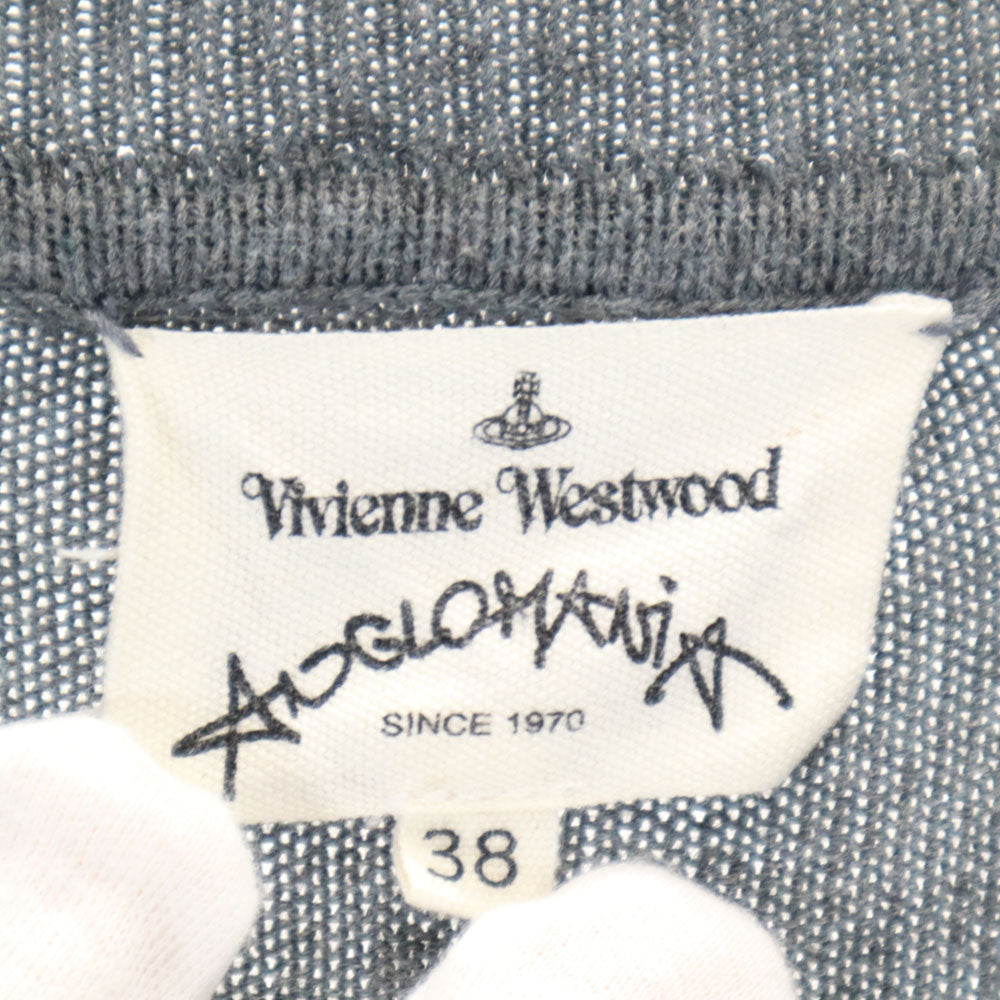 Vivienne Westwood
ANGLOMANiA
SINCE 1970
38